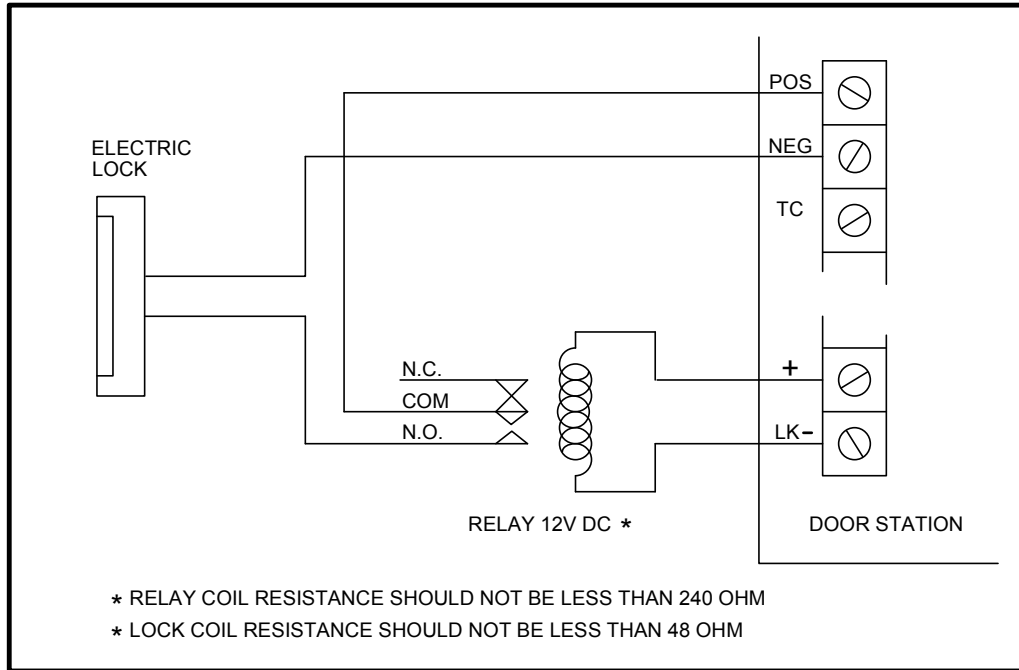 POS
ELECTRIC
LOCK
NEG
TC
N.C.
+
COM
N.O.
LK-
RELAY 12V DC *
DOOR STATION
* RELAY COIL RESISTANCE SHOULD NOT BE LESS THAN 240 OHM
* LOCK COIL RESISTANCE SHOULD NOT BE LESS THAN 48 OHM